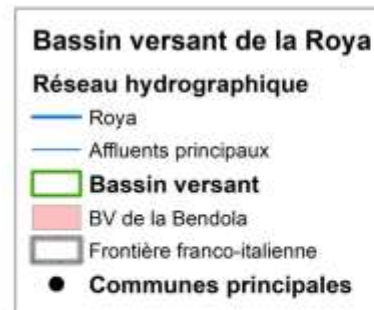 Bassin versant de la Roya
Réseau hydrographique
Roya
Affluents principaux
Bassin versant
BV de la Bendola
Frontière franco-italienne
Communes principales